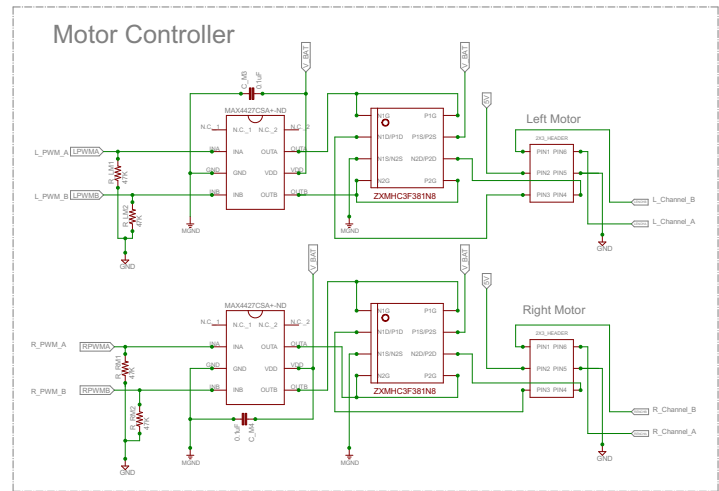 Motor Controller
V_BAT
V_BAT
C_M3
0.1uF
5V
Left Motor
MAX4427CSA+-ND
N.C._1
N.C._1 N.C._2
N.C._2
N1G P1G
2X3_HEADER
L_PWM_A
LPWMA
INA
INA OUTA
OUTA
N1D/P1D P1S/P2S
PIN1 PIN6
R_LM1
47K
GND
GND VDD
VDD
N1S/N2S N2D/P2D
PIN2 PIN5
L_PWM_B
LPWMB
INB
INB OUTB
OUTB
N2G P2G
PIN3 PIN4
L_Channel_B
R_LM2
47K
ZXMHC3F381N8
L_Channel_A
MGND
MGND
GND
GND
V_BAT
V_BAT
5V
Right Motor
MAX4427CSA+-ND
N.C._1
N.C._1 N.C._2
N.C._2
N1G P1G
2X3_HEADER
R_PWM_A
RPWMA
INA
INA OUTA
OUTA
N1D/P1D P1S/P2S
PIN1 PIN6
R_RM1
47K
GND
GND VDD
VDD
N1S/N2S N2D/P2D
PIN2 PIN5
R_PWM_B
RPWMB
INB
INB OUTB
OUTB
N2G P2G
PIN3 PIN4
ZXMHC3F381N8
R_RM2
47K
0.1uF
C_M4
R_Channel_B
R_Channel_A
GND
MGND
MGND
GND